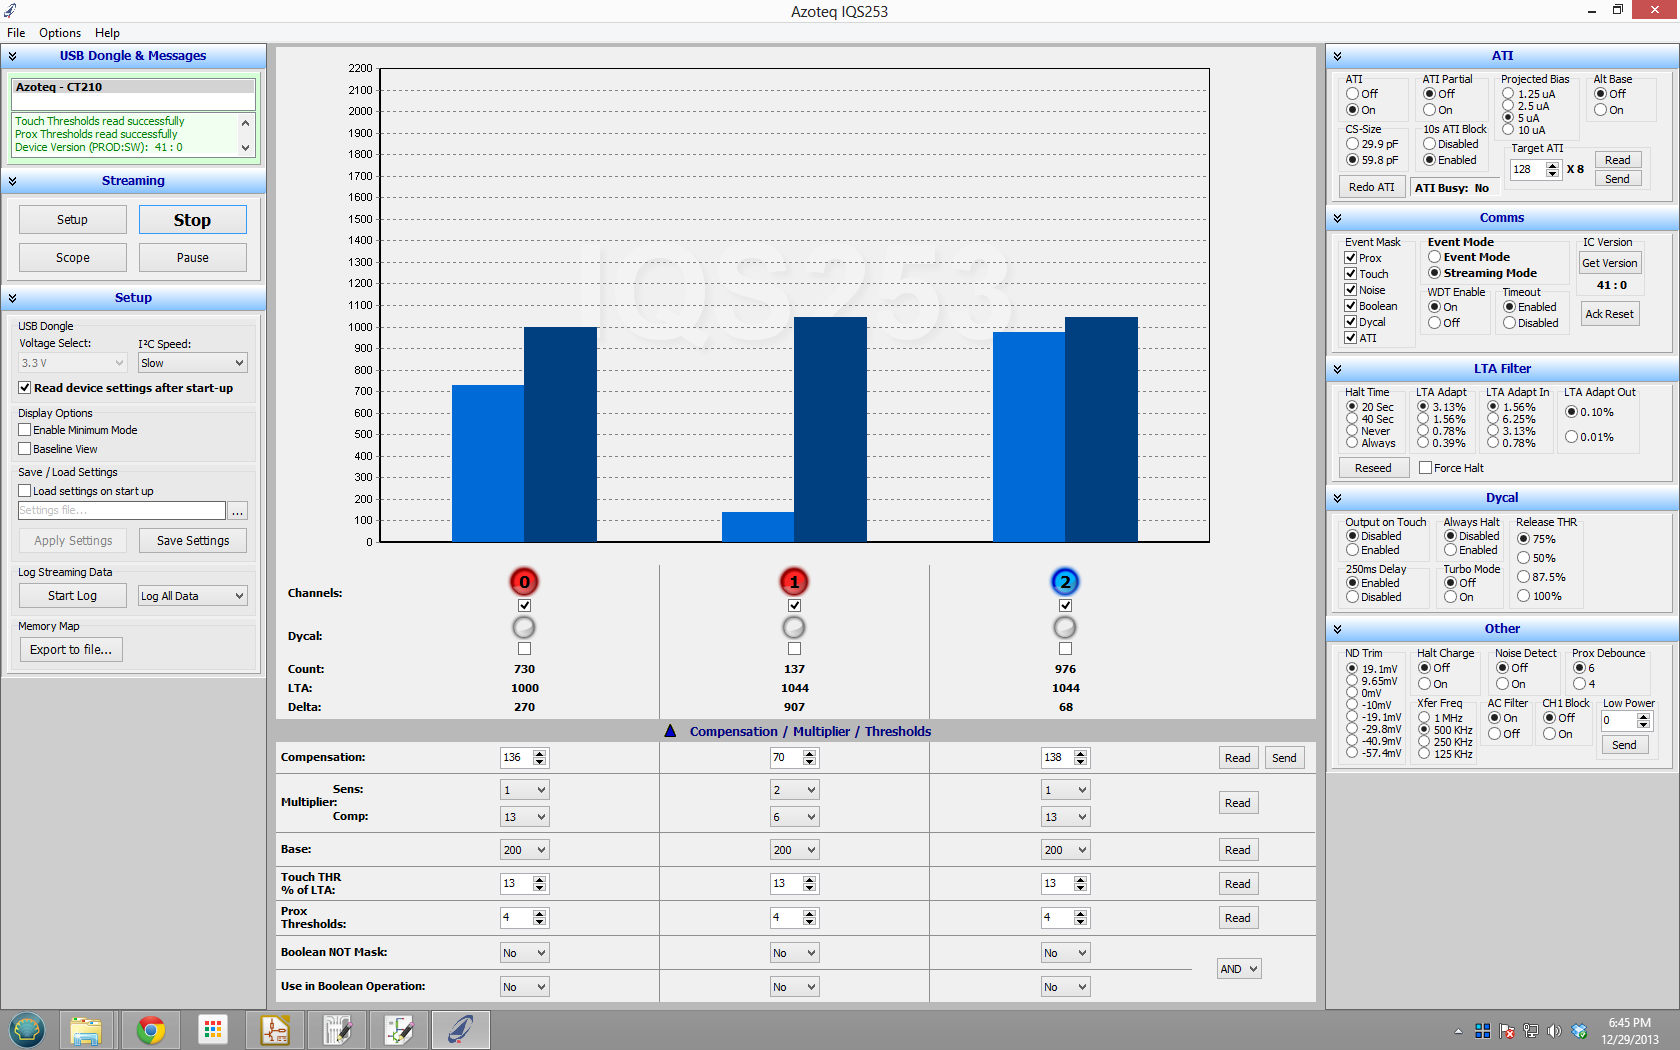 Azoteq IQS253
File Options Help
USB Dongle & Messages
Azoteq - CT210
Touch Thresholds read successfully
Prox Thresholds read successfully
Device Version (PROD:SW): 41 : 0
Streaming
Setup Stop
Scope Pause
Setup
USB Dongle
Voltage Select: I²C Speed:
3.3 V Slow
Read device settings after start-up
Display Options
Enable Minimum Mode
Baseline View
Save / Load Settings
Load settings on start up
Settings file... ...
Apply Settings Save Settings
Log Streaming Data
Start Log Log All Data
Memory Map
Export to file...
2200
2100
2000
1900
1800
1700
1600
1500
1400
1300
1200
1100
1000
900
800
700
600
500
400
300
200
100
0
IQS253
Channels: 0 1 2
Dycal:
Count: 730 137 976
LTA: 1000 1044 1044
Delta: 270 907 68
Compensation / Multiplier / Thresholds
Compensation: 136 70 138 Read Send
Sens: 1 2 1
Multiplier: Read
Comp: 13 6 13
Base: 200 200 200 Read
Touch THR
% of LTA: 13 13 13 Read
Prox
Thresholds: 4 4 4 Read
Boolean NOT Mask: No No No
AND
Use in Boolean Operation: No No No
ATI
ATI ATI Partial Projected Bias Alt Base
Off Off 1.25 uA Off
On On 2.5 uA On
5 uA
10 uA
CS-Size 10s ATI Block
29.9 pF Disabled
59.8 pF Enabled
Target ATI
128 X 8 Read
Send
Redo ATI ATI Busy: No
Comms
Event Mask Event Mode IC Version
Prox Event Mode Get Version
Touch Streaming Mode 41 : 0
Noise WDT Enable Timeout
Boolean On Enabled Ack Reset
Dycal Off Disabled
ATI
LTA Filter
Halt Time LTA Adapt LTA Adapt In LTA Adapt Out
20 Sec 3.13% 1.56% 0.10%
40 Sec 1.56% 6.25%
Never 0.78% 3.13% 0.01%
Always 0.39% 0.78%
Reseed Force Halt
Dycal
Output on Touch Always Halt Release THR
Disabled Disabled 75%
Enabled Enabled 50%
250ms Delay Turbo Mode 87.5%
Enabled Off 100%
Disabled On
Other
ND Trim Halt Charge Noise Detect Prox Debounce
19.1mV Off Off 6
9.65mV On On 4
0mV
-10mV
-19.1mV
-29.8mV
-40.9mV
-57.4mV
Xfer Freq AC Filter CH1 Block Low Power
1 MHz On Off 0
500 KHz Off On
250 KHz Send
125 KHz
6:45 PM
12/29/2013